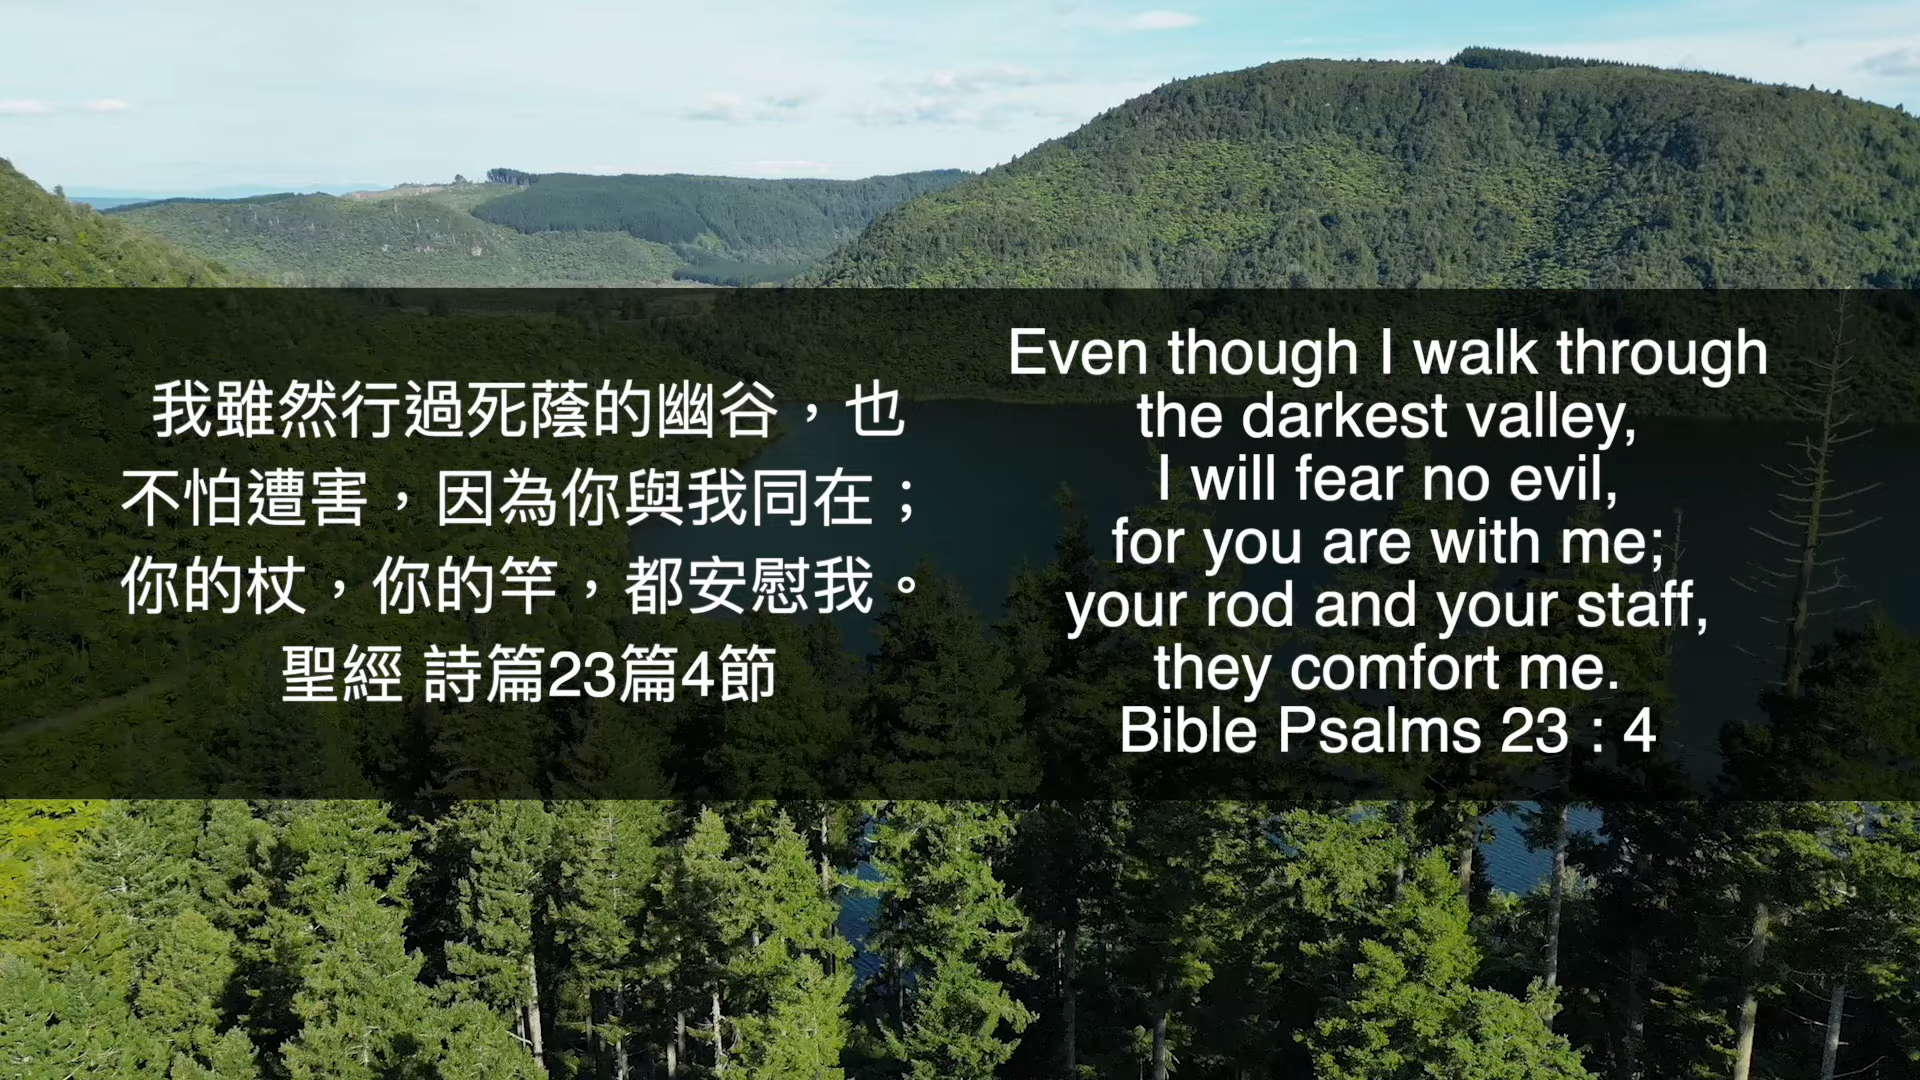 我雖然行過死蔭的幽谷，也
不怕遭害，因為你與我同在；
你的杖，你的竿，都安慰我。
聖經 詩篇23篇4節
Even though I walk through
the darkest valley,
I will fear no evil,
for you are with me;
your rod and your staff,
they comfort me.
Bible Psalms 23 : 4